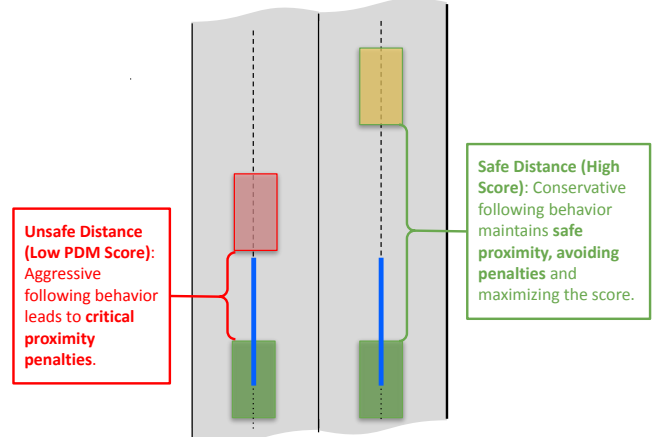 Unsafe Distance
(Low PDM Score):
Aggressive
following behavior
leads to critical
proximity
penalties.
Safe Distance (High
Score): Conservative
following behavior
maintains safe
proximity, avoiding
penalties and
maximizing the score.